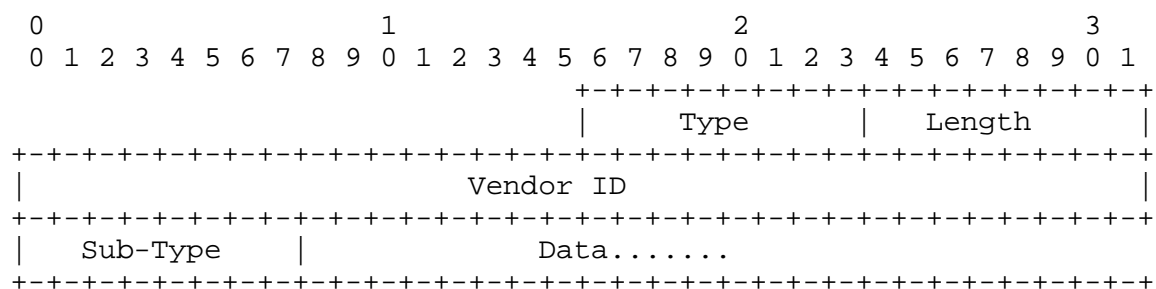 0                   1                   2                   3
 0 1 2 3 4 5 6 7 8 9 0 1 2 3 4 5 6 7 8 9 0 1 2 3 4 5 6 7 8 9 0 1
                                +-+-+-+-+-+-+-+-+-+-+-+-+-+-+-+-+
                                |     Type      |   Length      |
+-+-+-+-+-+-+-+-+-+-+-+-+-+-+-+-+-+-+-+-+-+-+-+-+-+-+-+-+-+-+-+-+
|                         Vendor ID                             |
+-+-+-+-+-+-+-+-+-+-+-+-+-+-+-+-+-+-+-+-+-+-+-+-+-+-+-+-+-+-+-+-+
|   Sub-Type    |             Data.......
+-+-+-+-+-+-+-+-+-+-+-+-+-+-+-+-+-+-+-+-+-+-+-+-+-+-+-+-+-+-+-+-+